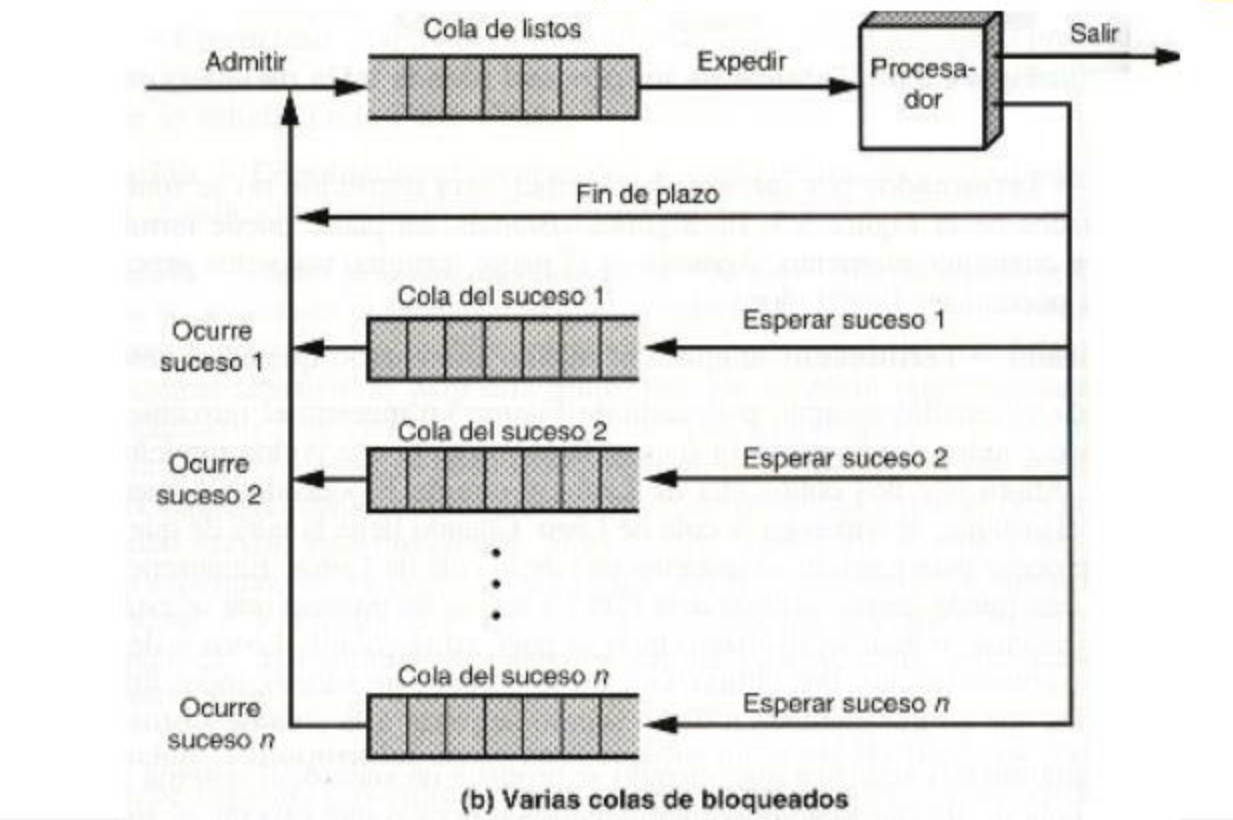 Cola de listos
Admitir
Expedir
Procesa-
dor
Salir
Fin de plazo
Cola del suceso 1
Esperar suceso 1
Ocurre
suceso 1
Cola del suceso 2
Esperar suceso 2
Ocurre
suceso 2
Cola del suceso n
Esperar suceso n
Ocurre
suceso n
(b) Varias colas de bloqueados